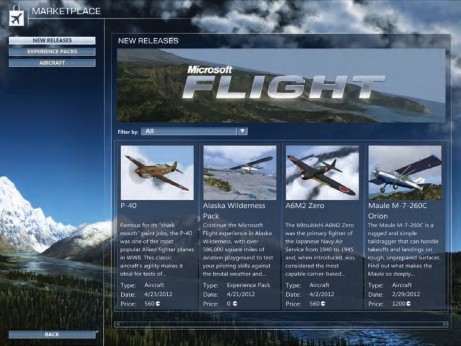 MARKETPLACE
NEW RELEASES
EXPERIENCE PACKS
AIRCRAFT
NEW RELEASES
Microsoft
FLIGHT
Filter by: All
P-40
Famous for its "shark
mouth" paint jobs, the P-40
was one of the most
popular Allied fighter planes
in WWII. This classic
aircraft's agility makes it
ideal for tests of...
Type: Aircraft
Date: 4/23/2012
Price: 560
Alaska Wilderness
Pack
Continue the Microsoft
Flight experience in Alaska
Wilderness, with over
586,000 square miles of
aviation playground to test
your piloting skills against
the brutal weather and...
Type: Experience Pack
Date: 4/21/2012
Price: 0
A6M2 Zero
The Mitsubishi A6M2 Zero
was the primary fighter of
the Japanese Navy Air
Service from 1940 to 1945,
and, when introduced, was
considered the most
capable carrier-based...
Type: Aircraft
Date: 4/2/2012
Price: 560
Maule M-7-260C
Orion
The Maule M-7-260C is a
rugged and simple
taildragger that can handle
takeoffs and landings on
rough, unprepared surfaces.
Find out what makes the
Maule so deeply...
Type: Aircraft
Date: 2/29/2012
Price: 1200
BACK